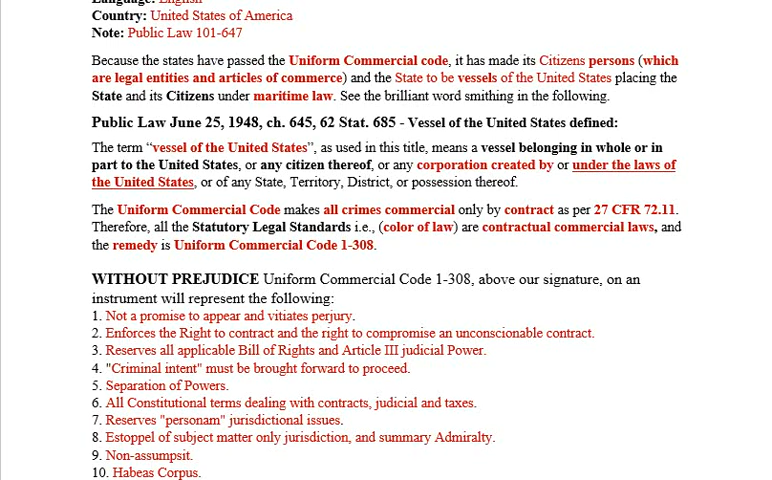 Language: English
Country: United States of America
Note: Public Law 101-647
Because the states have passed the Uniform Commercial code, it has made its Citizens persons (which
are legal entities and articles of commerce) and the State to be vessels of the United States placing the
State and its Citizens under maritime law. See the brilliant word smithing in the following.
Public Law June 25, 1948, ch. 645, 62 Stat. 685 - Vessel of the United States defined:
The term “vessel of the United States”, as used in this title, means a vessel belonging in whole or in
part to the United States, or any citizen thereof, or any corporation created by or under the laws of
the United States, or of any State, Territory, District, or possession thereof.
The Uniform Commercial Code makes all crimes commercial only by contract as per 27 CFR 72.11.
Therefore, all the Statutory Legal Standards i.e., (color of law) are contractual commercial laws, and
the remedy is Uniform Commercial Code 1-308.
WITHOUT PREJUDICE Uniform Commercial Code 1-308, above our signature, on an
instrument will represent the following:
1. Not a promise to appear and vitiates perjury.
2. Enforces the Right to contract and the right to compromise an unconscionable contract.
3. Reserves all applicable Bill of Rights and Article III judicial Power.
4. "Criminal intent" must be brought forward to proceed.
5. Separation of Powers.
6. All Constitutional terms dealing with contracts, judicial and taxes.
7. Reserves "personam" jurisdictional issues.
8. Estoppel of subject matter only jurisdiction, and summary Admiralty.
9. Non-assumpsit.
10. Habeas Corpus.